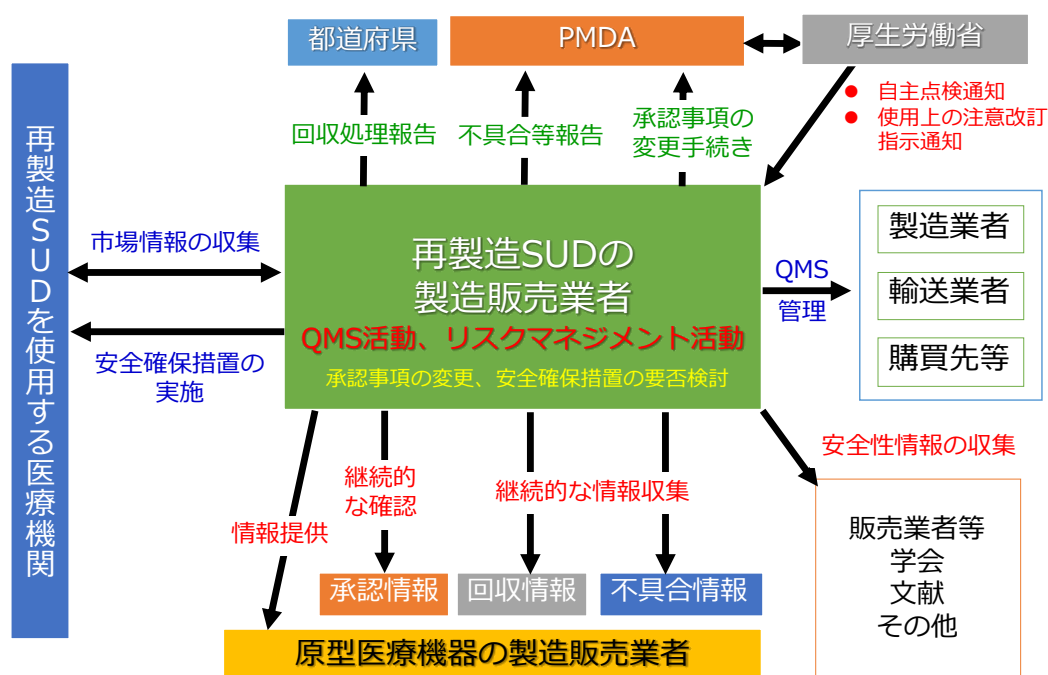 都道府県
PMDA
厚生労働省
● 自主点検通知
● 使用上の注意改訂
指示通知
回収処理報告
不具合等報告
承認事項の
変更手続き
再製造SUDを使用する医療機関
市場情報の収集
安全確保措置の
実施
再製造SUDの
製造販売業者
QMS活動、リスクマネジメント活動
承認事項の変更、安全確保措置の要否検討
QMS
管理
製造業者
輸送業者
購買先等
安全性情報の収集
販売業者等
学会
文献
その他
情報提供
継続的
な確認
継続的な情報収集
承認情報
回収情報
不具合情報
原型医療機器の製造販売業者